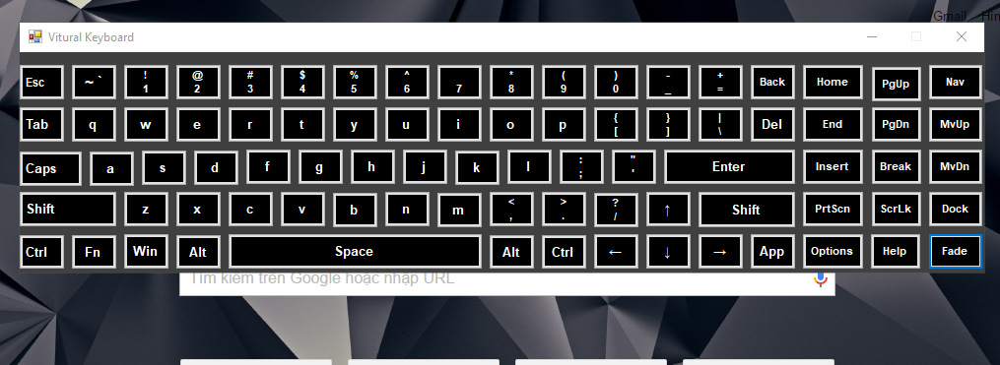 Gmail Hìn
Vitural Keyboard
Esc ~ ` ! @ # $ % ^ * ( ) - + Back Home PgUp Nav
1 2 3 4 5 6 7 8 9 0 _ =
Tab q w e r t y u i o p { } | Del End PgDn MvUp
[ ] \
Caps a s d f g h j k l : " Enter Insert Break MvDn
; '
Shift z x c v b n m < > ? ↑ Shift PrtScn ScrLk Dock
, . /
Ctrl Fn Win Alt Space Alt Ctrl ← ↓ → App Options Help Fade
Tìm kiếm trên Google hoặc nhập URL